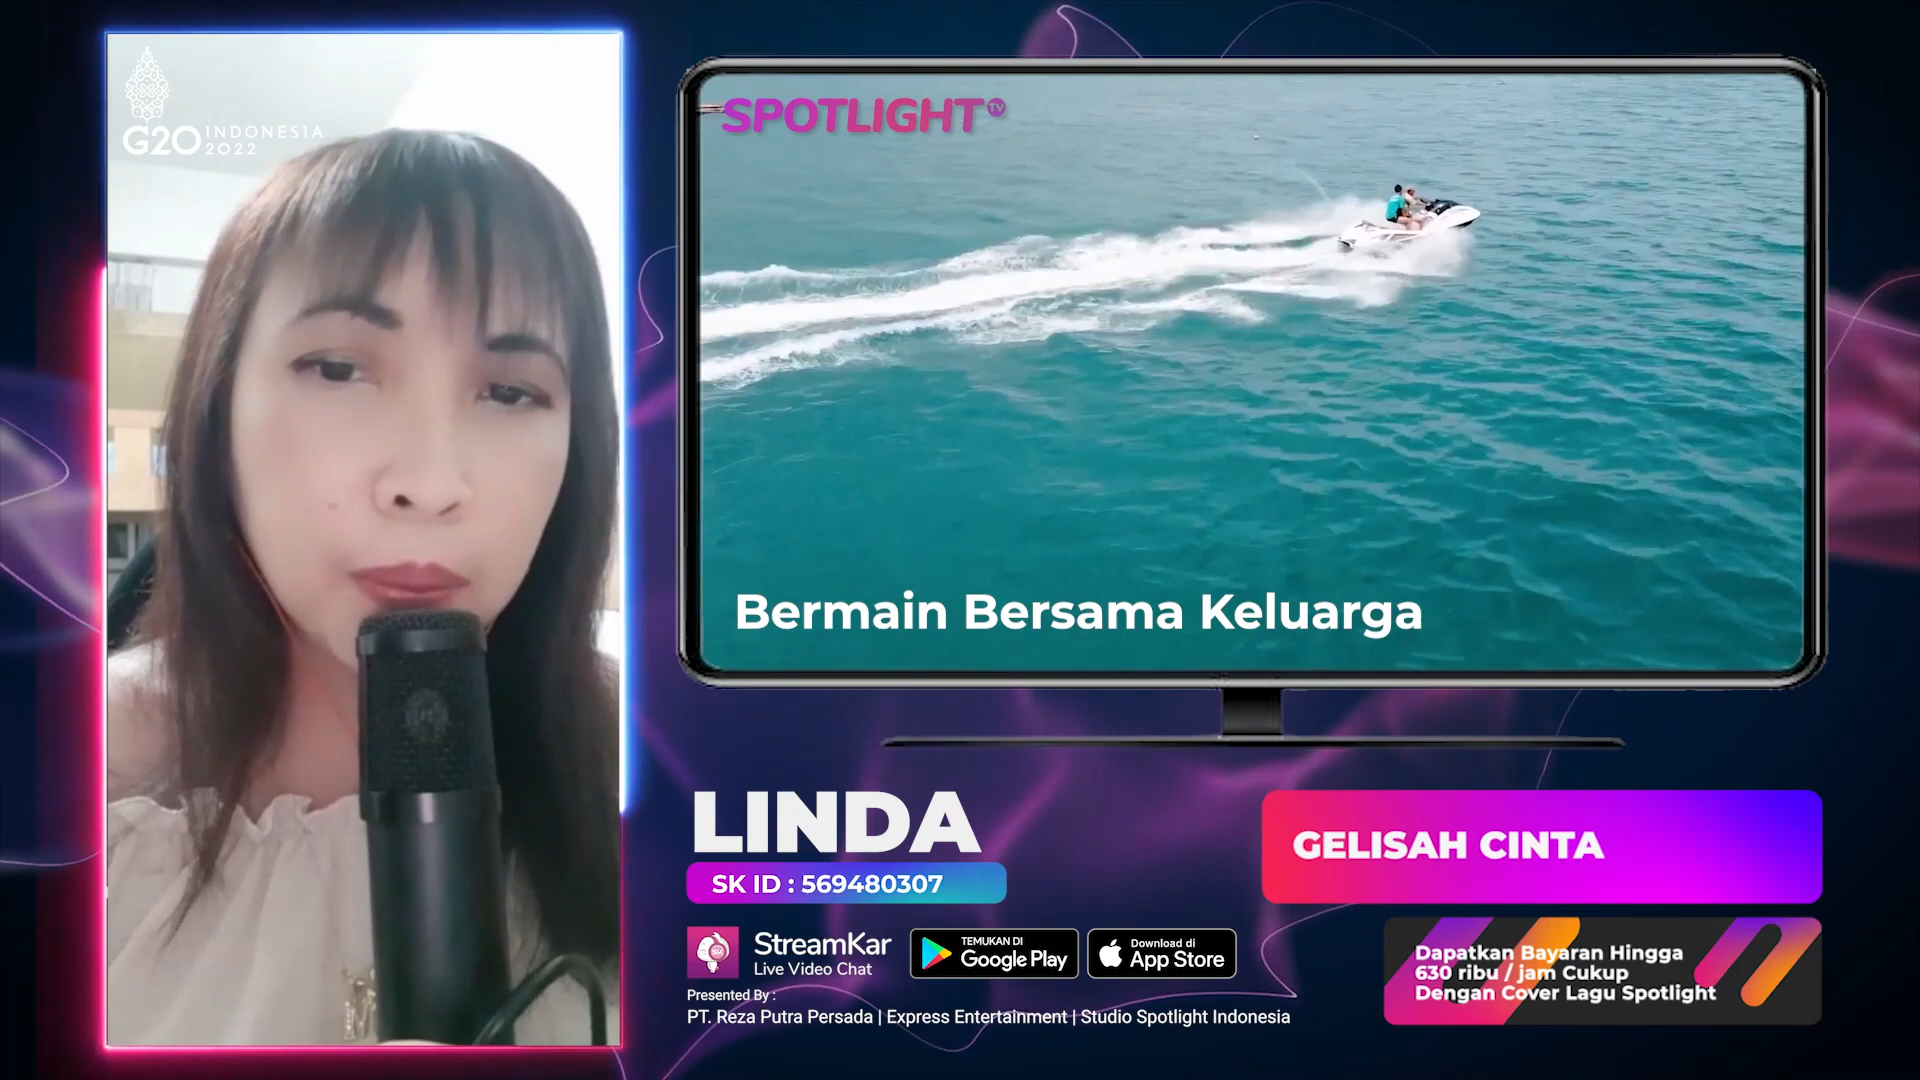 G20 INDONESIA
2022
SPOTLIGHT TV
Bermain Bersama Keluarga
LINDA
SK ID : 569480307
GELISAH CINTA
SK
StreamKar
Live Video Chat
TEMUKAN DI
Google Play
Download di
App Store
Dapatkan Bayaran Hingga
630 ribu / jam Cukup
Dengan Cover Lagu Spotlight
Presented By :
PT. Reza Putra Persada | Express Entertainment | Studio Spotlight Indonesia